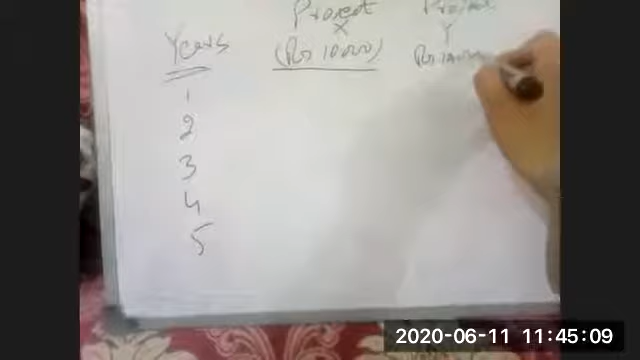 Project Project
X Y
Years (Rs 10000)
1
2
3
4
5
2020-06-11 11:45:09